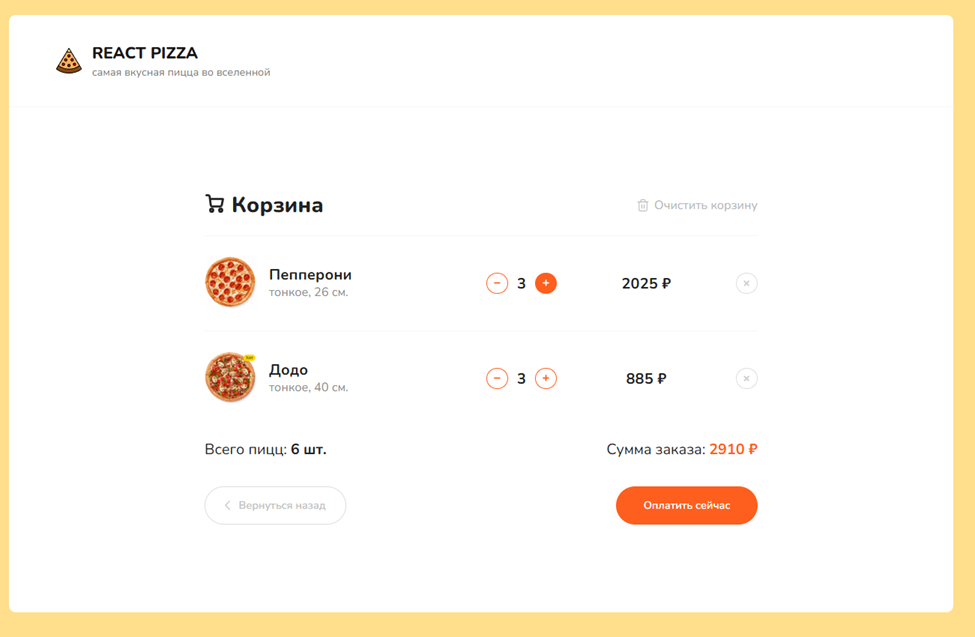 REACT PIZZA
самая вкусная пицца во вселенной
Корзина
Очистить корзину
Пепперони
тонкое, 26 см.
3
2025 ₽
Додо
тонкое, 40 см.
3
885 ₽
Всего пицц: 6 шт.
Сумма заказа: 2910 ₽
Вернуться назад
Оплатить сейчас